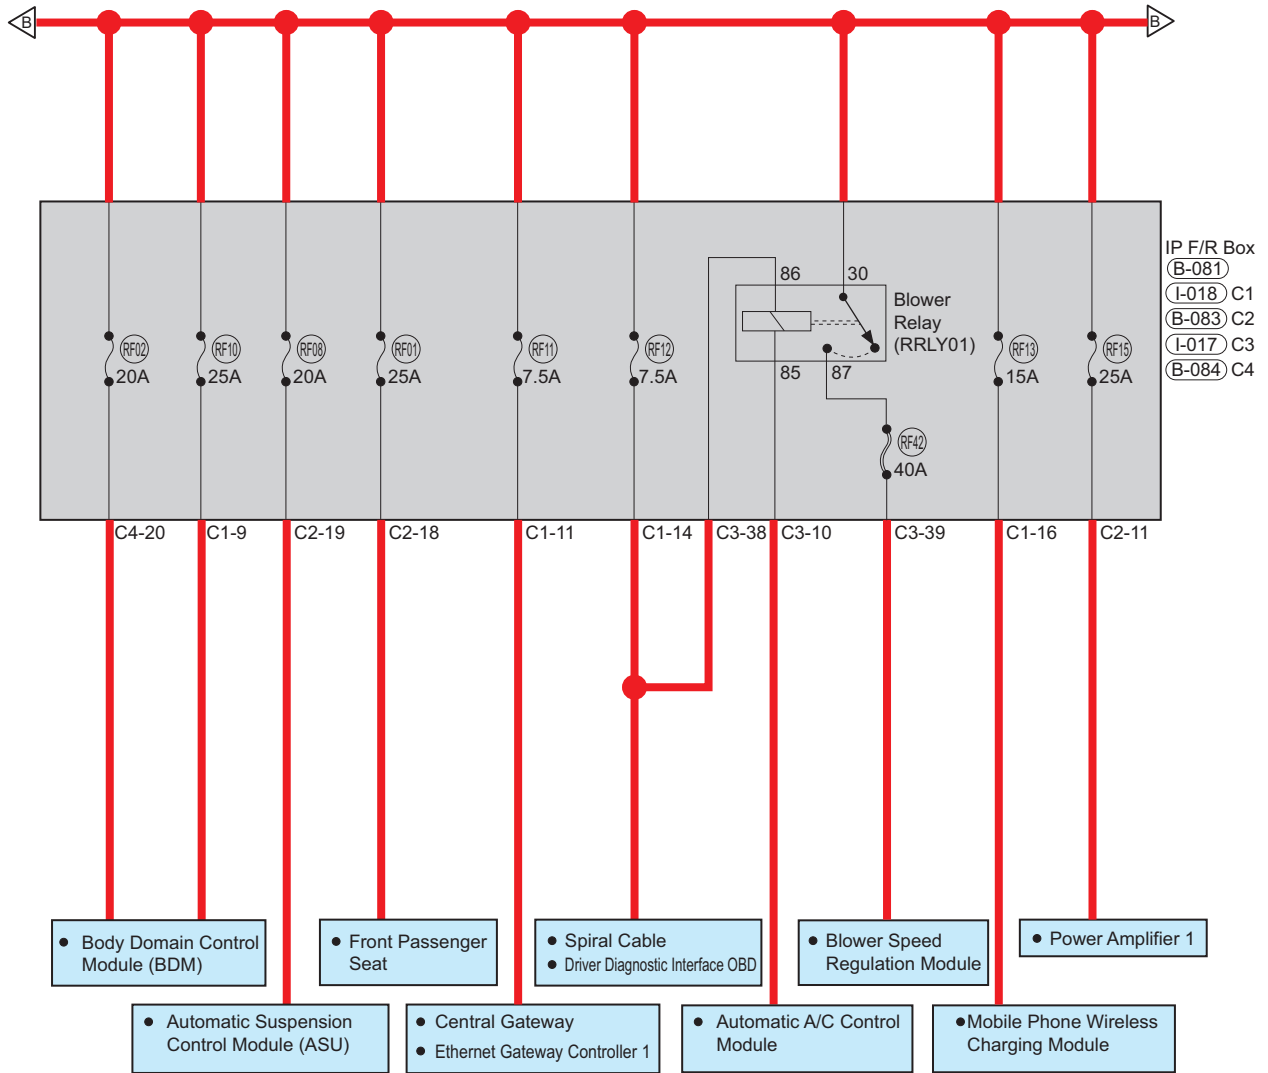 B
B
IP F/R Box
B-081
I-018 C1
B-083 C2
I-017 C3
B-084 C4
86
30
Blower
Relay
(RRLY01)
85
87
RF02
20A
RF10
25A
RF08
20A
RF01
25A
RF11
7.5A
RF12
7.5A
RF13
15A
RF15
25A
RF42
40A
C4-20
C1-9
C2-19
C2-18
C1-11
C1-14
C3-38
C3-10
C3-39
C1-16
C2-11
● Body Domain Control
Module (BDM)
● Front Passenger
Seat
● Spiral Cable
● Driver Diagnostic Interface OBD
● Blower Speed
Regulation Module
● Power Amplifier 1
● Automatic Suspension
Control Module (ASU)
● Central Gateway
● Ethernet Gateway Controller 1
● Automatic A/C Control
Module
●Mobile Phone Wireless
Charging Module